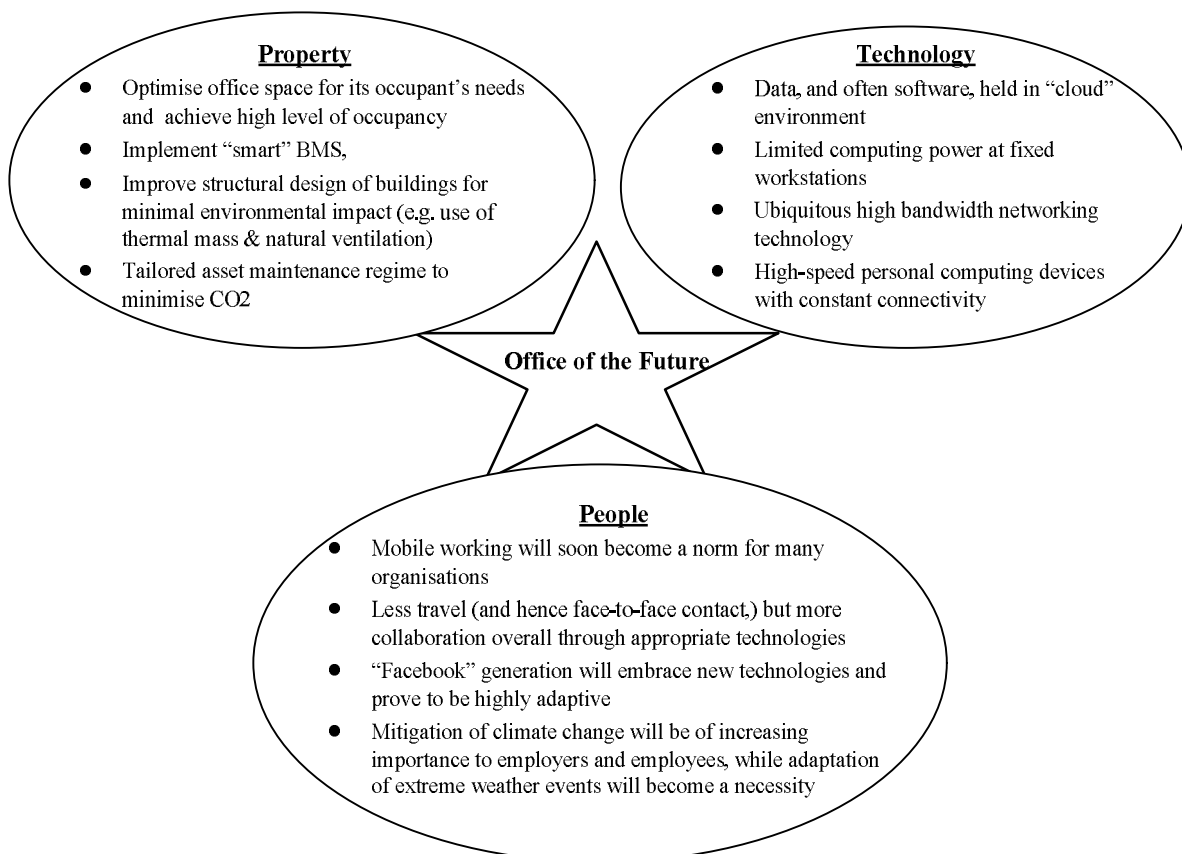 Property
● Optimise office space for its occupant's needs
and achieve high level of occupancy
● Implement “smart” BMS,
● Improve structural design of buildings for
minimal environmental impact (e.g. use of
thermal mass & natural ventilation)
● Tailored asset maintenance regime to
minimise CO2
Technology
● Data, and often software, held in “cloud”
environment
● Limited computing power at fixed
workstations
● Ubiquitous high bandwidth networking
technology
● High-speed personal computing devices
with constant connectivity
Office of the Future
People
● Mobile working will soon become a norm for many
organisations
● Less travel (and hence face-to-face contact,) but more
collaboration overall through appropriate technologies
● “Facebook” generation will embrace new technologies and
prove to be highly adaptive
● Mitigation of climate change will be of increasing
importance to employers and employees, while adaptation
of extreme weather events will become a necessity